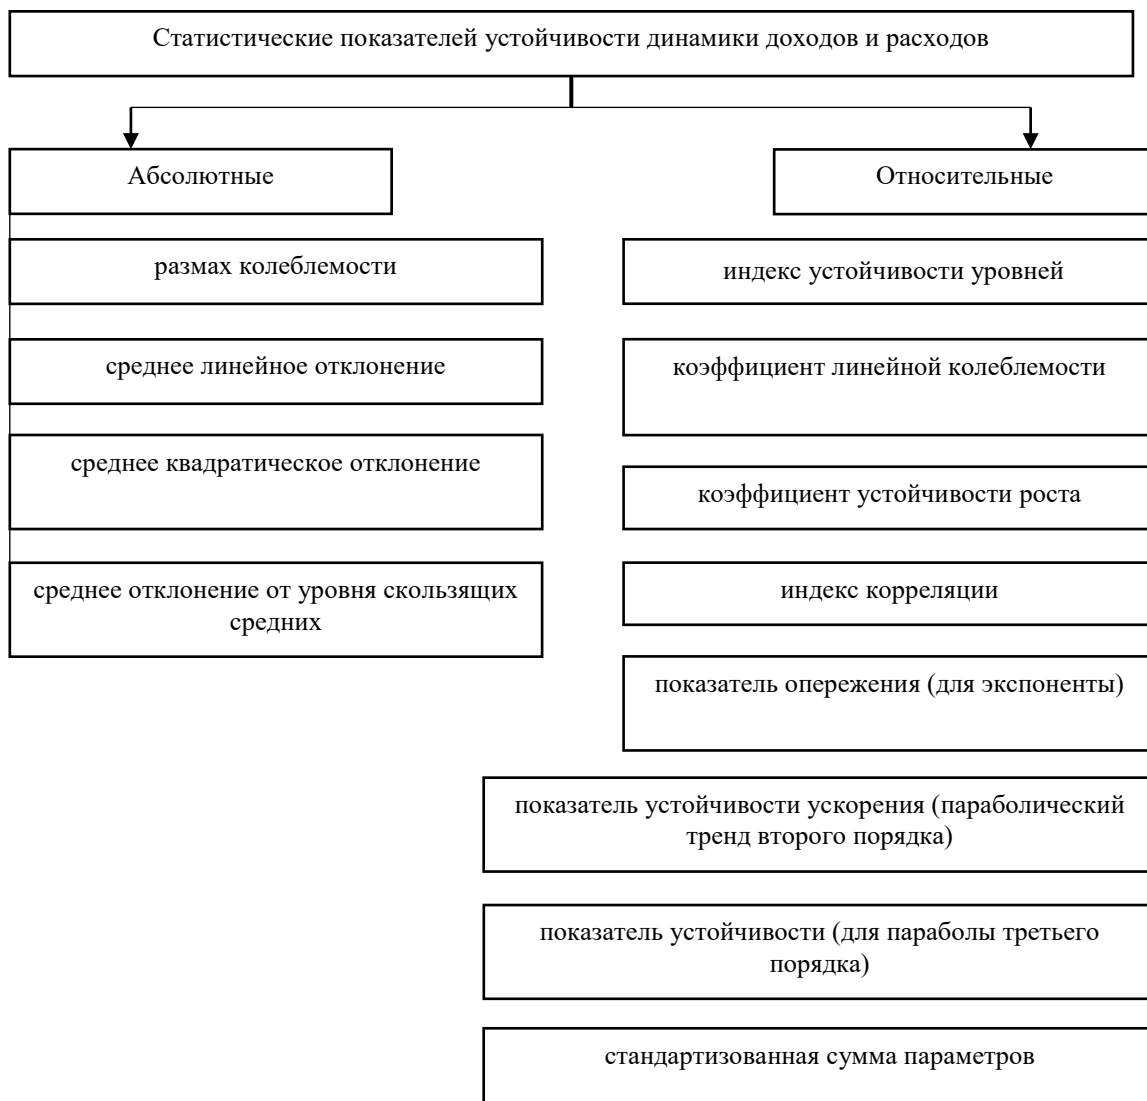 Статистические показателей устойчивости динамики доходов и расходов
Абсолютные
Относительные
размах колеблемости
индекс устойчивости уровней
среднее линейное отклонение
коэффициент линейной колеблемости
среднее квадратическое отклонение
коэффициент устойчивости роста
среднее отклонение от уровня скользящих
средних
индекс корреляции
показатель опережения (для экспоненты)
показатель устойчивости ускорения (параболический
тренд второго порядка)
показатель устойчивости (для параболы третьего
порядка)
стандартизованная сумма параметров